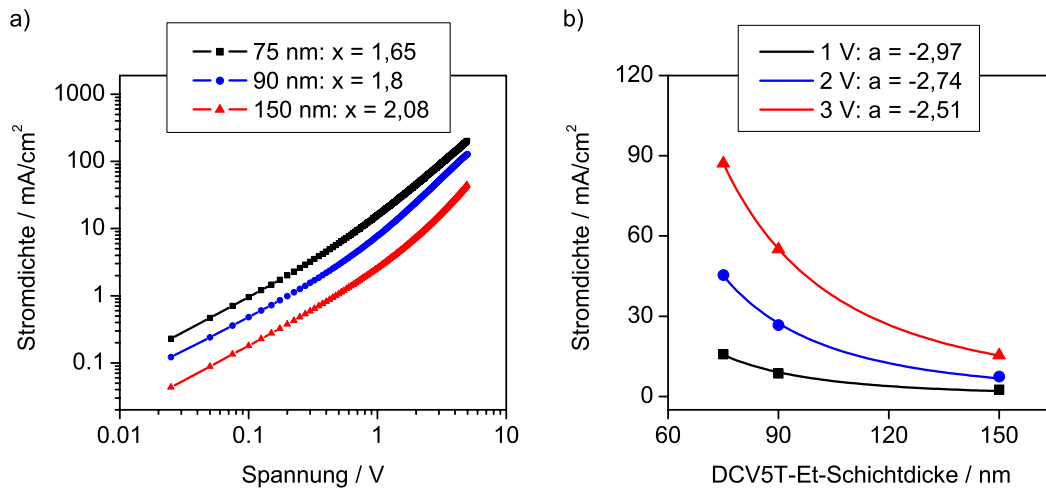 a)
75 nm: x = 1,65
90 nm: x = 1,8
150 nm: x = 2,08
Stromdichte / mA/cm²
1000
100
10
1
0.1
0.01
0.1
1
10
Spannung / V
b)
1 V: a = -2,97
2 V: a = -2,74
3 V: a = -2,51
Stromdichte / mA/cm²
120
90
60
30
0
60
90
120
150
DCV5T-Et-Schichtdicke / nm